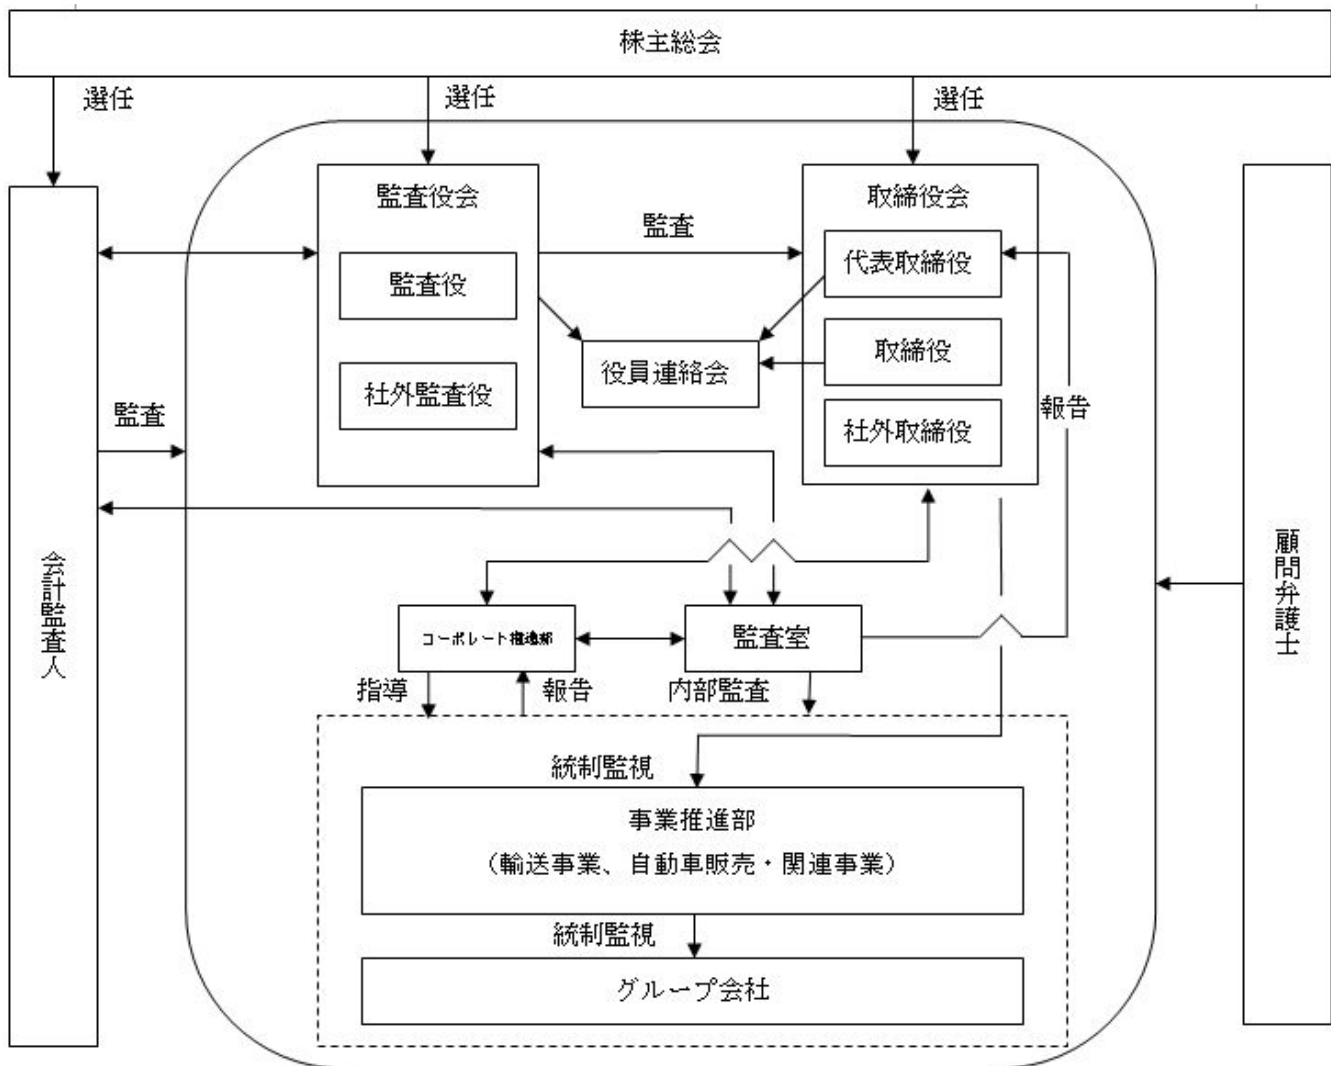 株主総会
選任
選任
選任
監査役会
監査役
社外監査役
監査
取締役会
代表取締役
取締役
社外取締役
役員連絡会
報告
監査
会計監査人
顧問弁護士
コーポレート推進部
監査室
指導
報告
内部監査
統制監視
事業推進部
（輸送事業、自動車販売・関連事業）
統制監視
グループ会社